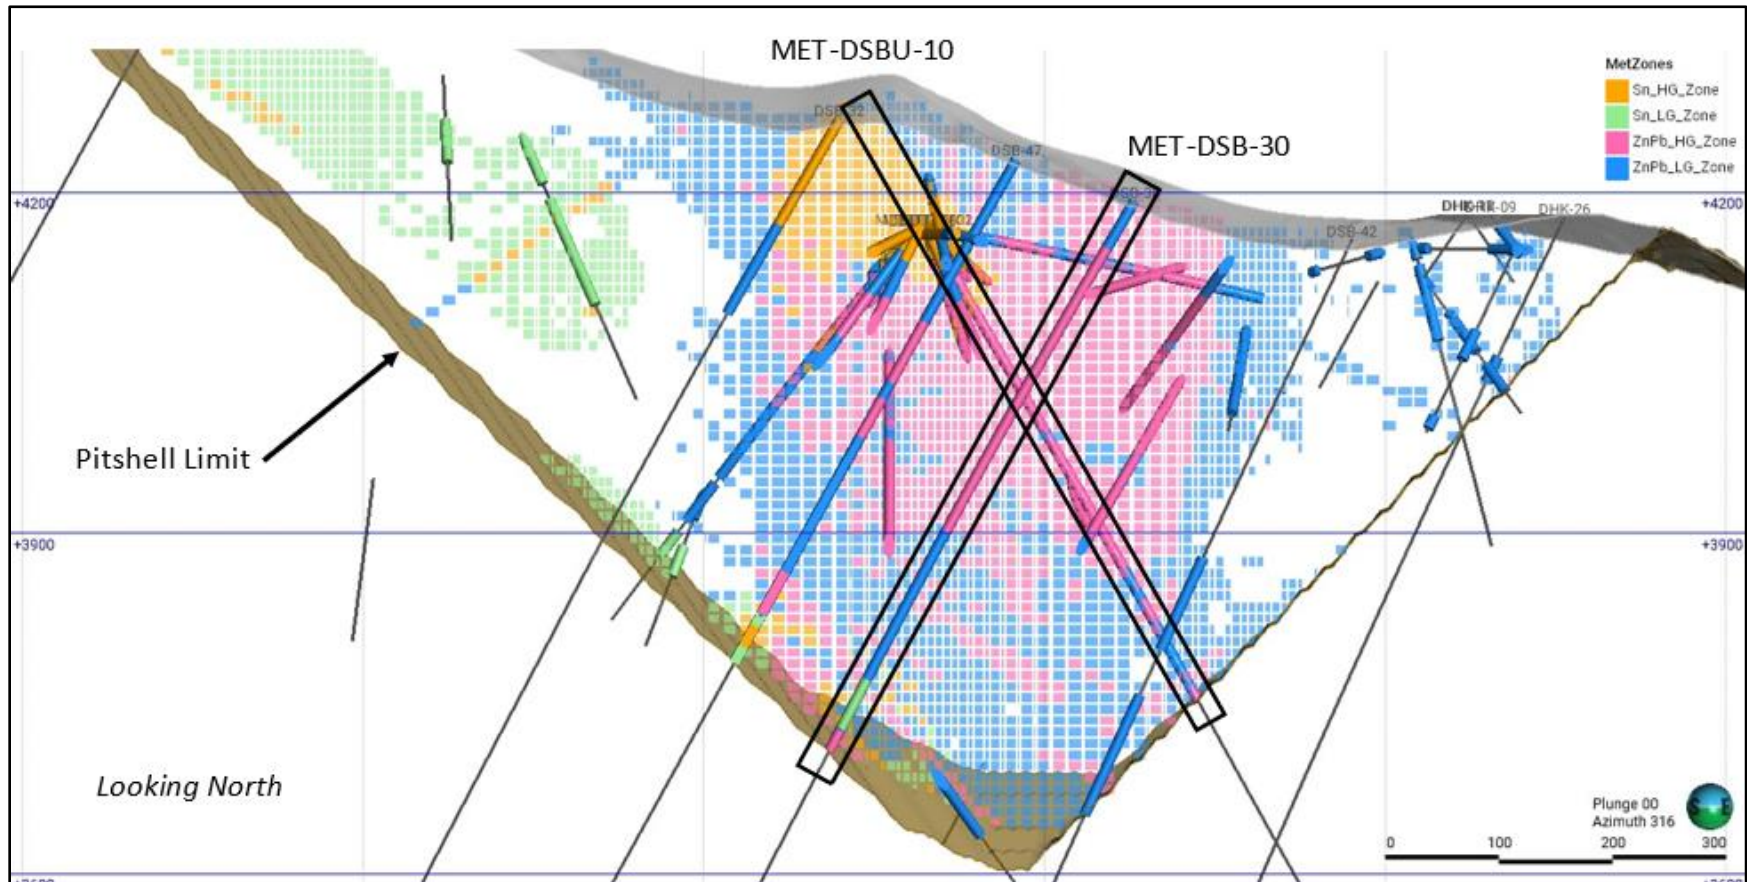 MET-DSBU-10
MetZones
Sn_HG_Zone
Sn_LG_Zone
ZnPb_HG_Zone
ZnPb_LG_Zone
MET-DSB-30
DSB-47
+4200
+4200
DHK-26
DSB-42
Pitshell Limit
+3900
+3900
Looking North
Plunge 00
Azimuth 316
S E
0 100 200 300